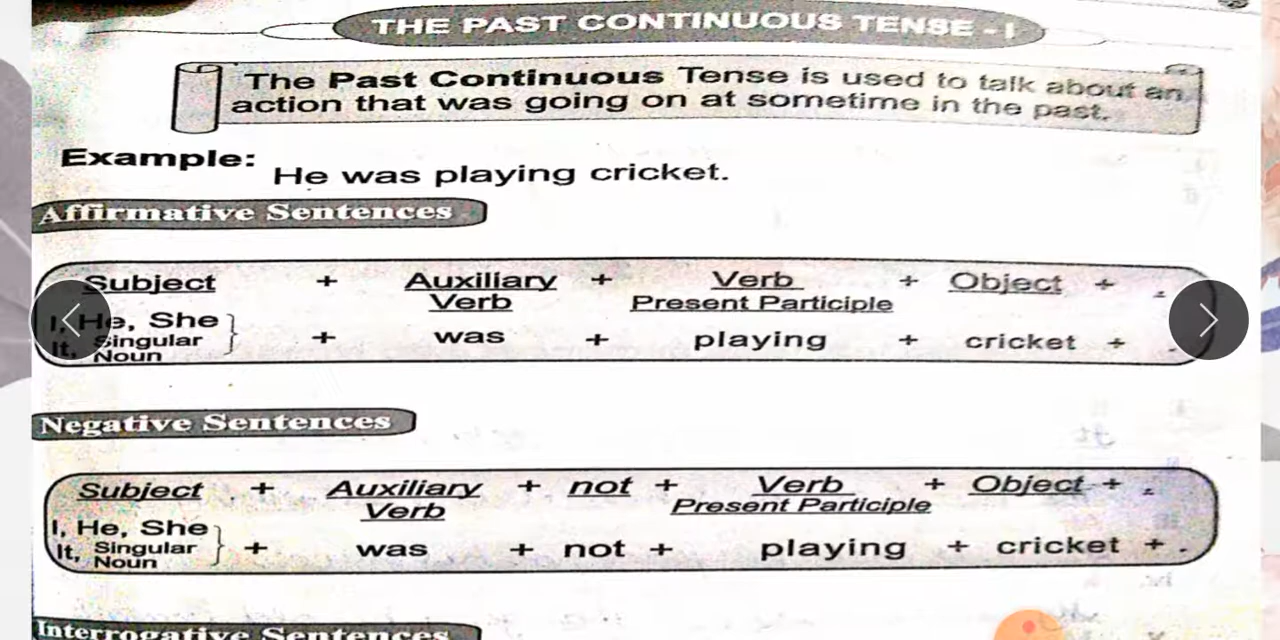 THE PAST CONTINUOUS TENSE - I
The Past Continuous Tense is used to talk about an
action that was going on at sometime in the past.
Example:
He was playing cricket.
Affirmative Sentences
Subject + Auxiliary Verb + Verb Present Participle + Object + .
I, He, She It, Singular Noun } + was + playing + cricket + .
Negative Sentences
Subject + Auxiliary Verb + not + Verb Present Participle + Object + .
I, He, She It, Singular Noun } + was + not + playing + cricket + .
Interrogative Sentences